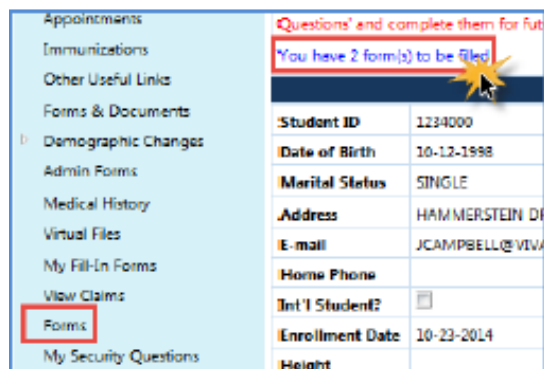 Appointments
Immunizations
Other Useful Links
Forms & Documents
Demographic Changes
Admin Forms
Medical History
Virtual Files
My Fill-In Forms
View Claims
Forms
My Security Questions
Questions' and complete them for fut
You have 2 form(s) to be filled
Student ID 1234000
Date of Birth 10-12-1998
Marital Status SINGLE
Address HAMMERSTEIN DR
E-mail JCAMPBELL@VIVA
Home Phone
Int'l Student?
Enrollment Date 10-23-2014
Height